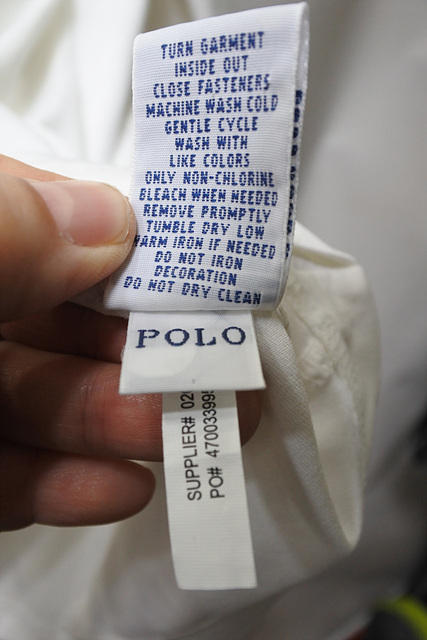 TURN GARMENT
INSIDE OUT
CLOSE FASTENERS
MACHINE WASH COLD
GENTLE CYCLE
WASH WITH
LIKE COLORS
ONLY NON-CHLORINE
BLEACH WHEN NEEDED
REMOVE PROMPTLY
TUMBLE DRY LOW
WARM IRON IF NEEDED
DO NOT IRON
DECORATION
DO NOT DRY CLEAN
POLO
SUPPLIER# 02
PO# 47003399